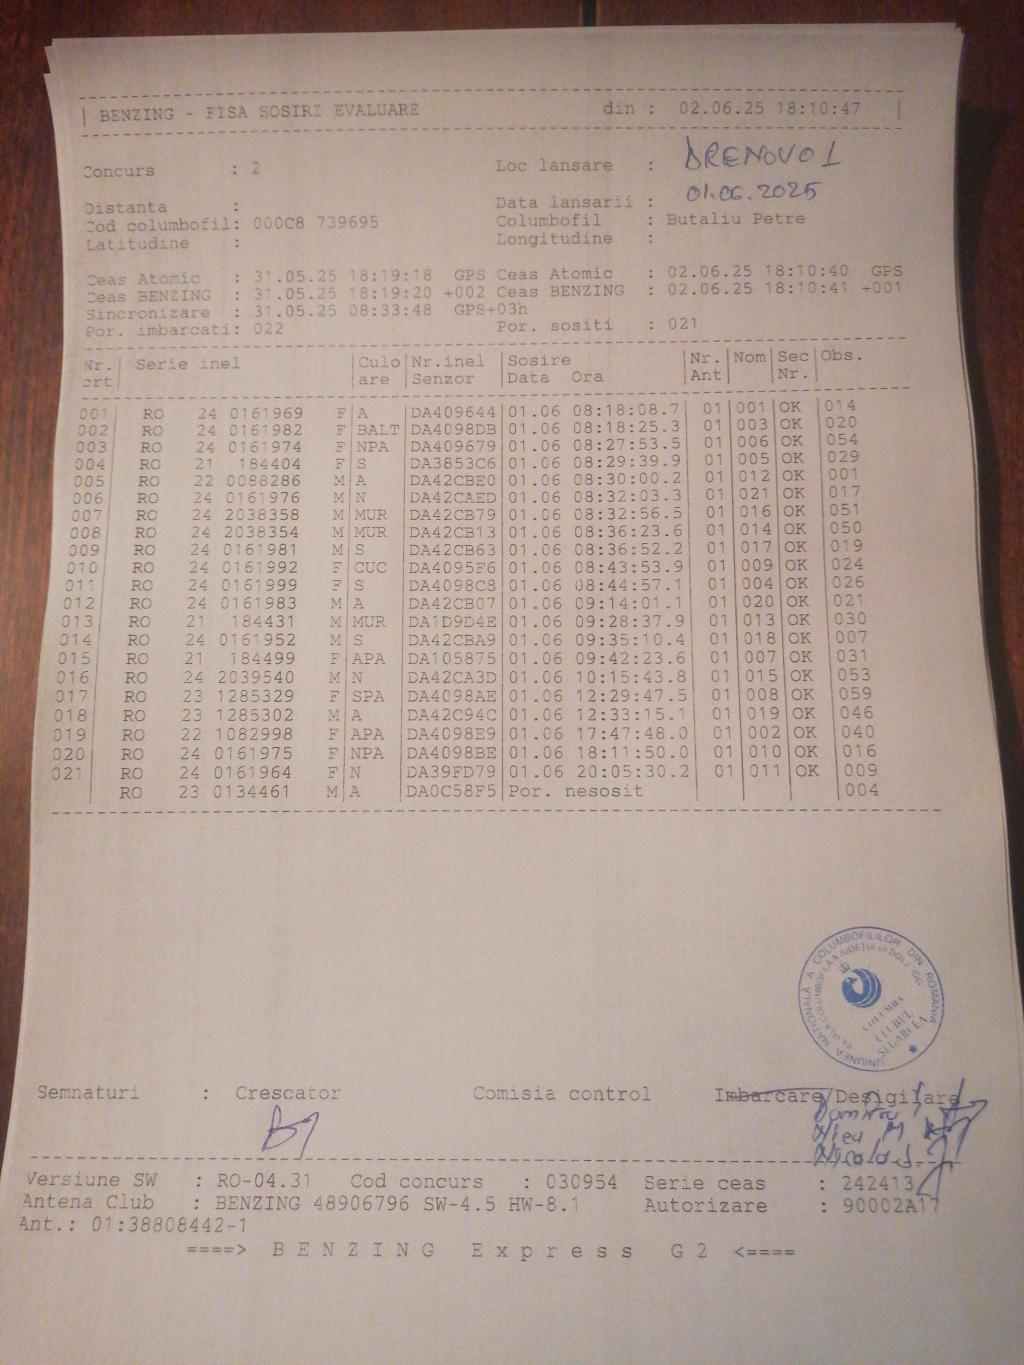 BENZING - FISA SOSIRI EVALUARE din : 02.06.25 18:10:47
Concurs : 2 Loc lansare : DRENOVO 1
Distanta : Data lansarii : 01.06.2025
Cod columbofil: 000C8 739695 Columbofil : Butaliu Petre
Latitudine : Longitudine :
Ceas Atomic : 31.05.25 18:19:18 GPS Ceas Atomic : 02.06.25 18:10:40 GPS
Ceas BENZING : 31.05.25 18:19:20 +002 Ceas BENZING : 02.06.25 18:10:41 +001
Sincronizare : 31.05.25 08:33:48 GPS+03h
Por. imbarcati: 022 Por. sositi : 021
Nr. Serie inel Culo Nr.inel Sosire Nr. Nom Sec Obs.
crt are Senzor Data Ora Ant Nr.
001 RO 24 0161969 F A DA409644 01.06 08:18:08.7 01 001 OK 014
002 RO 24 0161982 F BALT DA4098DB 01.06 08:18:25.3 01 003 OK 020
003 RO 24 0161974 F NPA DA409679 01.06 08:27:53.5 01 006 OK 054
004 RO 21 184404 F S DA3853C6 01.06 08:29:39.9 01 005 OK 029
005 RO 22 0088286 M A DA42CBE0 01.06 08:30:00.2 01 012 OK 001
006 RO 24 0161976 M N DA42CAED 01.06 08:32:03.3 01 021 OK 017
007 RO 24 2038358 M MUR DA42CB79 01.06 08:32:56.5 01 016 OK 051
008 RO 24 2038354 M MUR DA42CB13 01.06 08:36:23.6 01 014 OK 050
009 RO 24 0161981 M S DA42CB63 01.06 08:36:52.2 01 017 OK 019
010 RO 24 0161992 F CUC DA4095F6 01.06 08:43:53.9 01 009 OK 024
011 RO 24 0161999 F S DA4098C8 01.06 08:44:57.1 01 004 OK 026
012 RO 24 0161983 M A DA42CB07 01.06 09:14:01.1 01 020 OK 021
013 RO 21 184431 M MUR DA1D9D4E 01.06 09:28:37.9 01 013 OK 030
014 RO 24 0161952 M S DA42CBA9 01.06 09:35:10.4 01 018 OK 007
015 RO 21 184499 F APA DA105875 01.06 09:42:23.6 01 007 OK 031
016 RO 24 2039540 M N DA42CA3D 01.06 10:15:43.8 01 015 OK 053
017 RO 23 1285329 F SPA DA4098AE 01.06 12:29:47.5 01 008 OK 059
018 RO 23 1285302 M A DA42C94C 01.06 12:33:15.1 01 019 OK 046
019 RO 22 1082998 F APA DA4098E9 01.06 17:47:48.0 01 002 OK 040
020 RO 24 0161975 F NPA DA4098BE 01.06 18:11:50.0 01 010 OK 016
021 RO 24 0161964 F N DA39FD79 01.06 20:05:30.2 01 011 OK 009
RO 23 0134461 M A DA0C58F5 Por. nesosit 004
UNIUNEA NATIONALĂ A COLUMBOFILILOR DIN ROMANIA
COLUMBA
CLUBUL
SEGARCEA
Semnaturi : Crescator Comisia control Imbarcare/Desigilare
Versiune SW : RO-04.31 Cod concurs : 030954 Serie ceas : 242413
Antena Club : BENZING 48906796 SW-4.5 HW-8.1 Autorizare : 90002A17
Ant.: 01:38808442-1
====> BENZING Express G2 <====